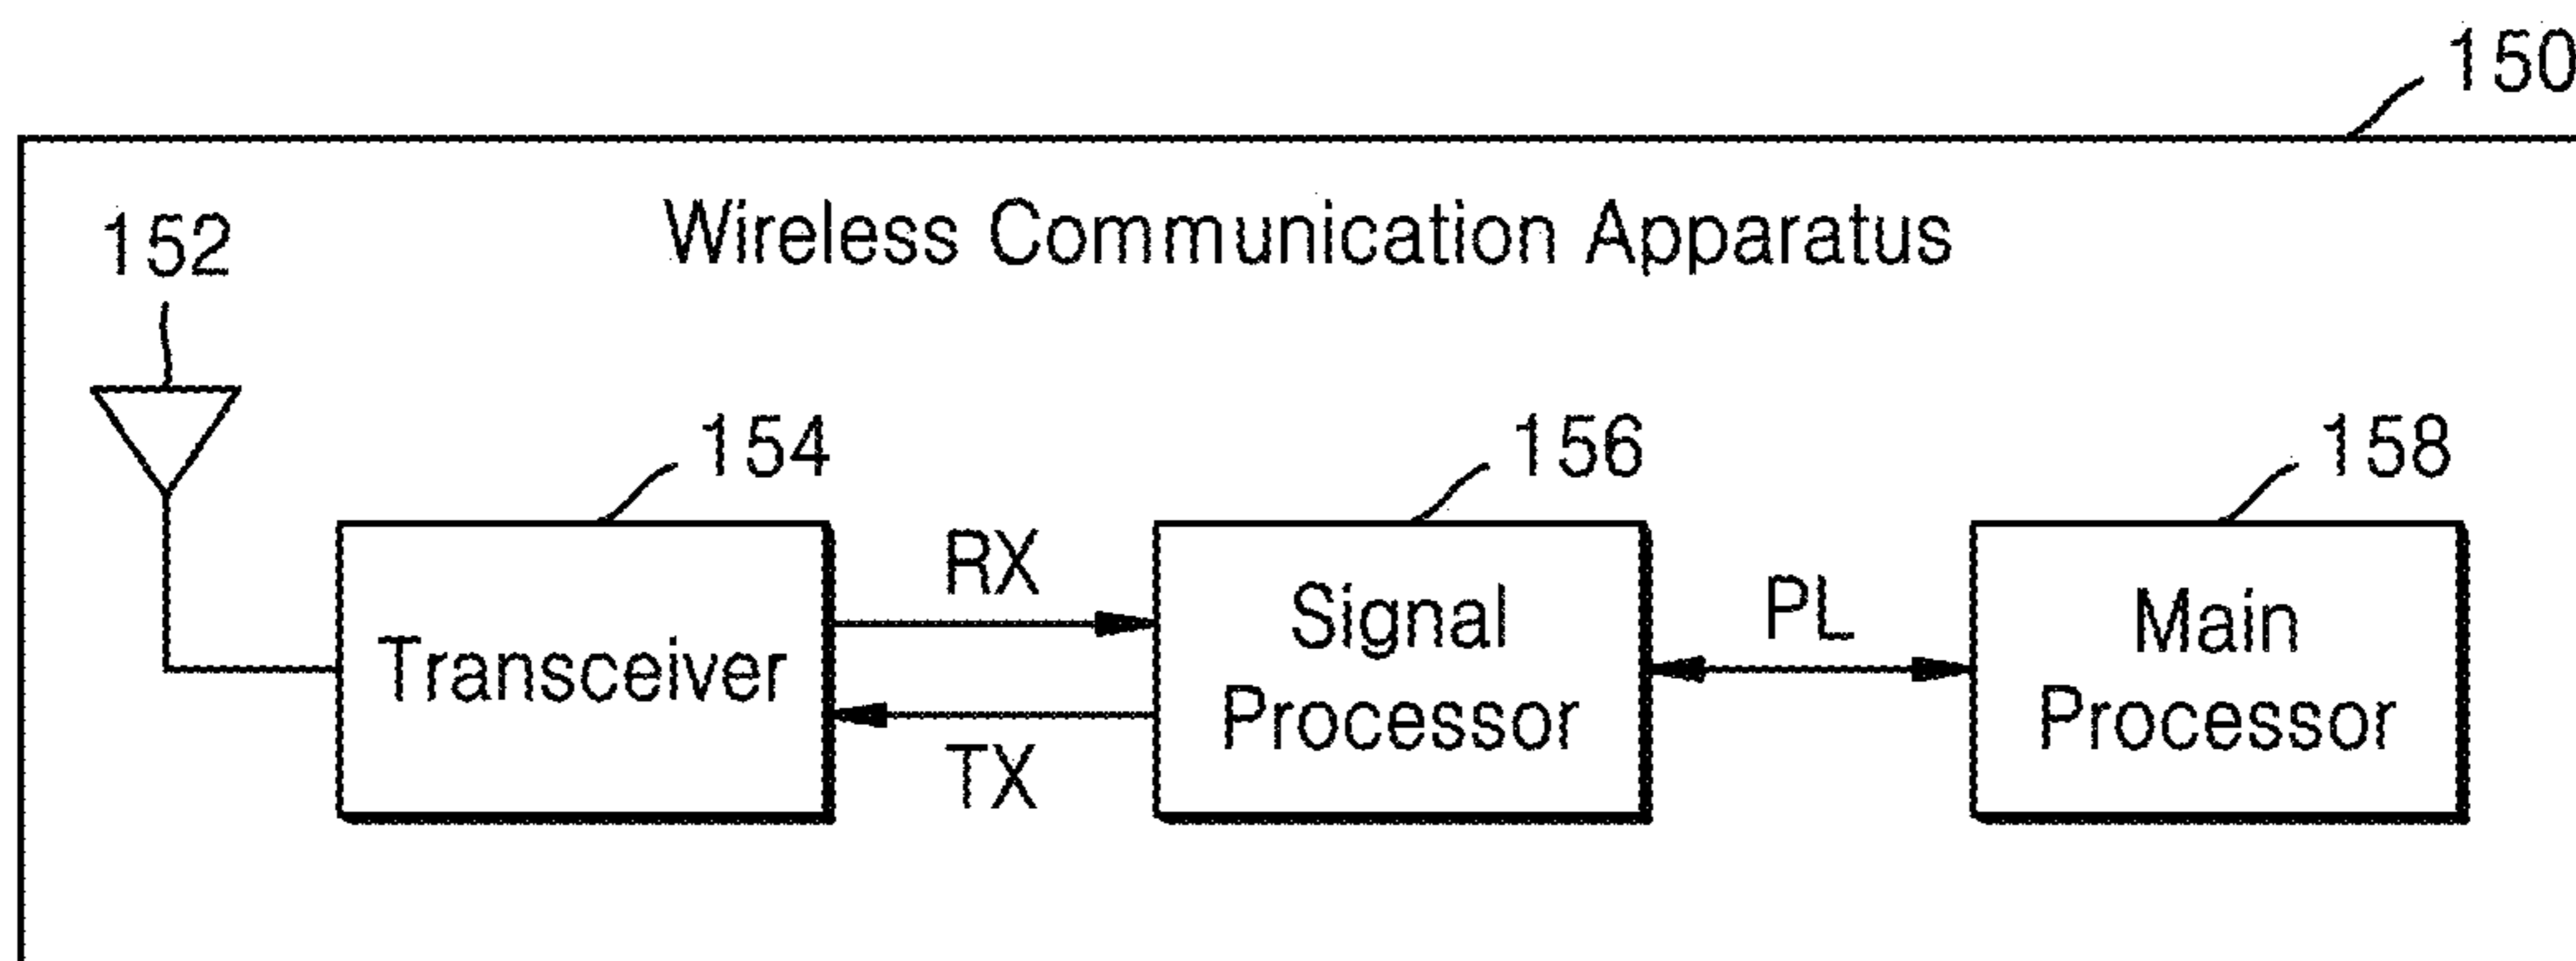 150
Wireless Communication Apparatus
152
154
156
158
RX
TX
PL
Transceiver
Signal
Processor
Main
Processor